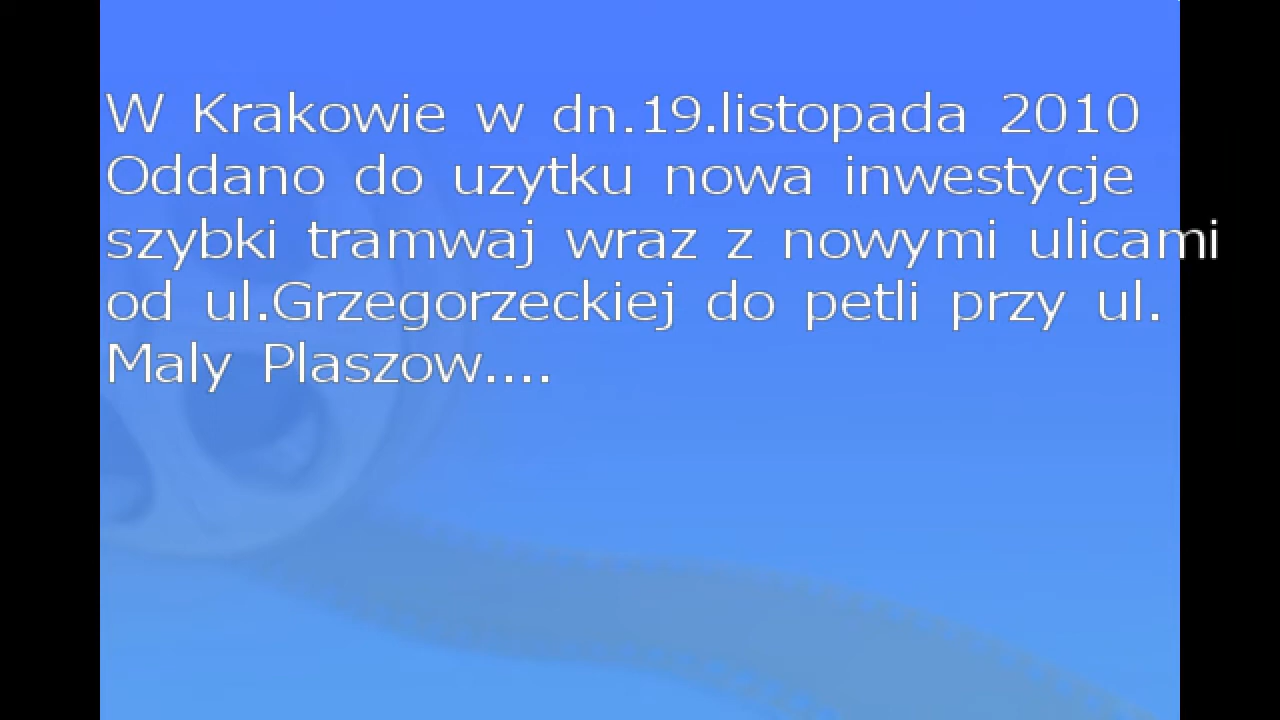 W Krakowie w dn.19.listopada 2010
Oddano do uzytku nowa inwestycje
szybki tramwaj wraz z nowymi ulicami
od ul.Grzegorzeckiej do petli przy ul.
Maly Plaszow....